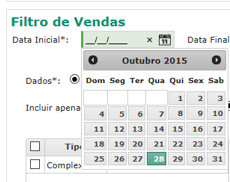 Filtro de Vendas
Data Inicial*: __/__/____ × Data Final
Outubro 2015
Dados*:
Dom Seg Ter Qua Qui Sex Sab
1 2 3
Incluir apena
4 5 6 7 8 9 10
11 12 13 14 15 16 17
Tipo
18 19 20 21 22 23 24
Complex
25 26 27 28 29 30 31